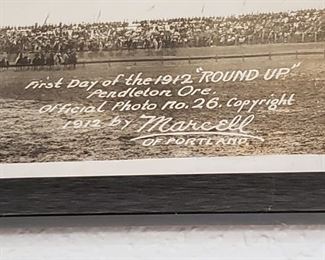 First Day of the 1912 "ROUND UP."
Pendleton Ore.
Official Photo No. 26. Copyright
1912 by Marcell
OF PORTLAND.